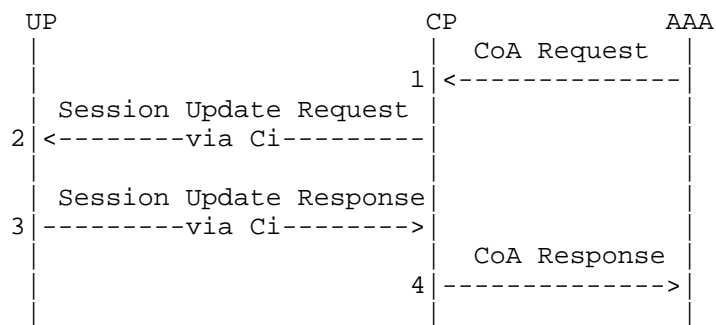 UP CP AAA
| | CoA Request |
1|<--------------|
Session Update Request
2|<--------via Ci--------|
Session Update Response
3|---------via Ci-------->|
CoA Response
4|-------------->|